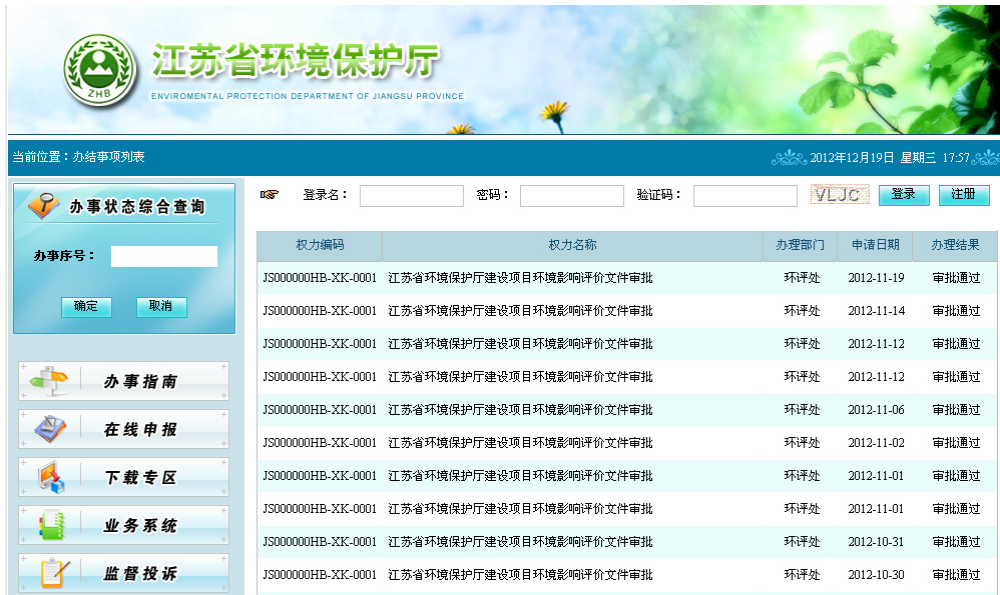 江苏省环境保护厅
ZHB
ENVIROMENTAL PROTECTION DEPARTMENT OF JIANGSU PROVINCE
当前位置：办结事项列表
2012年12月19日 星期三 17:57
办事状态综合查询
办事序号：
确定 取消
办事指南
在线申报
下载专区
业务系统
监督投诉
登录名： 密码： 验证码： VLJC 登录 注册
权力编码 权力名称 办理部门 申请日期 办理结果
JS000000HB-XK-0001 江苏省环境保护厅建设项目环境影响评价文件审批 环评处 2012-11-19 审批通过
JS000000HB-XK-0001 江苏省环境保护厅建设项目环境影响评价文件审批 环评处 2012-11-14 审批通过
JS000000HB-XK-0001 江苏省环境保护厅建设项目环境影响评价文件审批 环评处 2012-11-12 审批通过
JS000000HB-XK-0001 江苏省环境保护厅建设项目环境影响评价文件审批 环评处 2012-11-12 审批通过
JS000000HB-XK-0001 江苏省环境保护厅建设项目环境影响评价文件审批 环评处 2012-11-06 审批通过
JS000000HB-XK-0001 江苏省环境保护厅建设项目环境影响评价文件审批 环评处 2012-11-02 审批通过
JS000000HB-XK-0001 江苏省环境保护厅建设项目环境影响评价文件审批 环评处 2012-11-01 审批通过
JS000000HB-XK-0001 江苏省环境保护厅建设项目环境影响评价文件审批 环评处 2012-11-01 审批通过
JS000000HB-XK-0001 江苏省环境保护厅建设项目环境影响评价文件审批 环评处 2012-10-31 审批通过
JS000000HB-XK-0001 江苏省环境保护厅建设项目环境影响评价文件审批 环评处 2012-10-30 审批通过